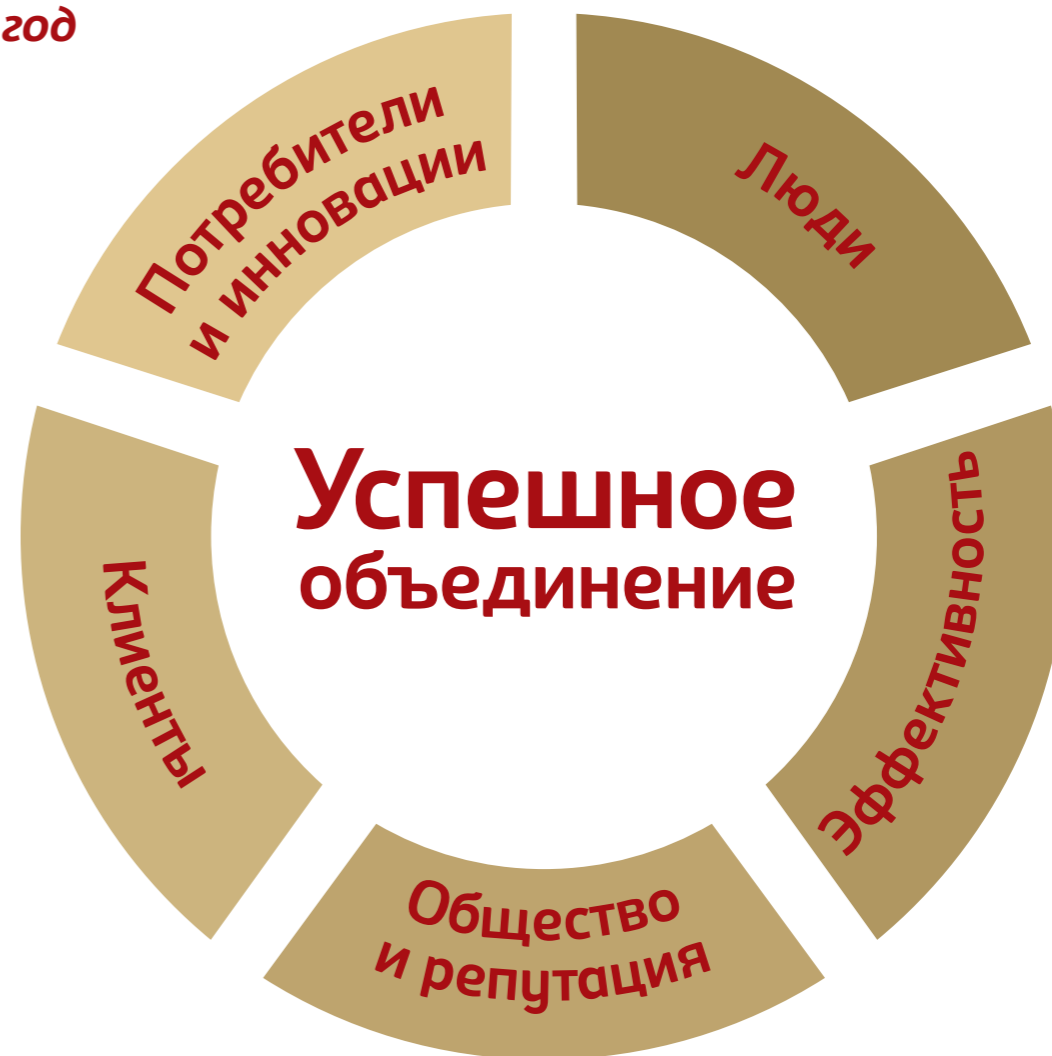 год
Потребители
и инновации
Люди
Успешное
объединение
Клиенты
Эффективность
Общество
и репутация